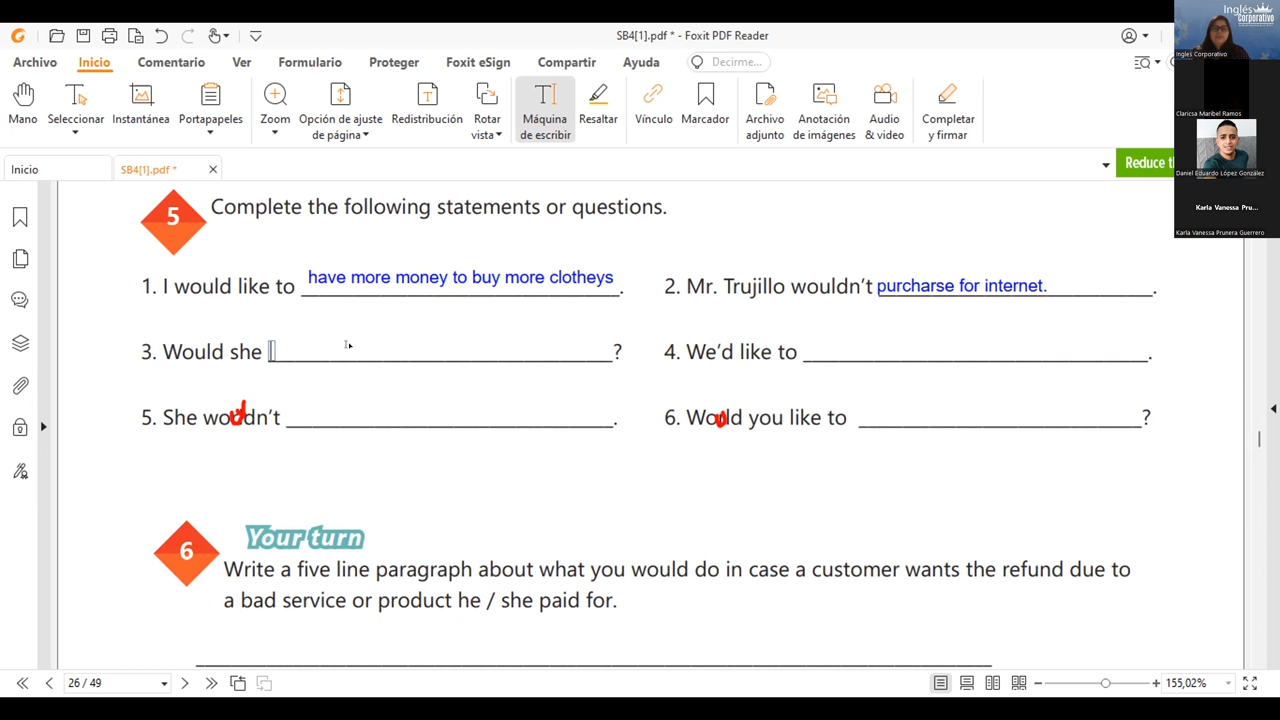 SB4[1].pdf * - Foxit PDF Reader
Inglés
Corporativo
Archivo Inicio Comentario Ver Formulario Proteger Foxit eSign Compartir Ayuda Decirme...
Ingles Corporativo
Mano Seleccionar Instantánea Portapapeles Zoom Opción de ajuste de página Redistribución Rotar vista Máquina de escribir Resaltar Vínculo Marcador Archivo adjunto Anotación de imágenes Audio & video Completar y firmar
Claricsa Maribel Ramos
Inicio SB4[1].pdf * Reduce
Daniel Eduardo López González
Karla Vanessa Pru...
Karla Vanessa Prunera Guerrero
5 Complete the following statements or questions.
1. I would like to have more money to buy more clotheys.
2. Mr. Trujillo wouldn't purcharse for internet. .
3. Would she ?
4. We'd like to .
5. She woudn't .
6. Would you like to ?
6 Your turn
Write a five line paragraph about what you would do in case a customer wants the refund due to
a bad service or product he / she paid for.
26 / 49 155,02%